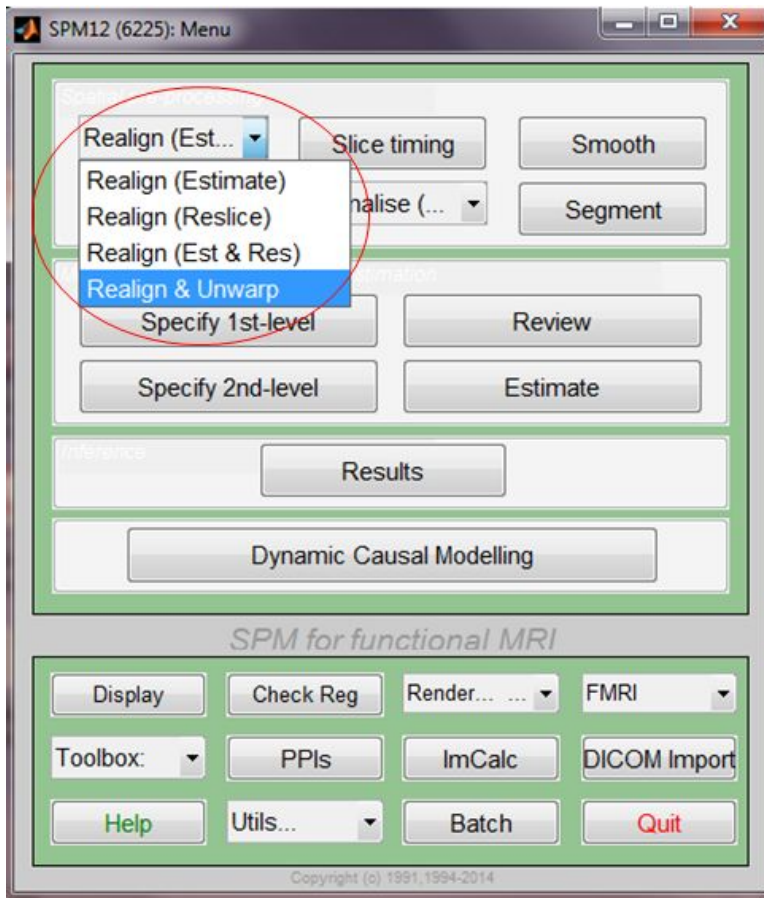 SPM12 (6225): Menu
Realign (Est...
Slice timing
Smooth
Realign (Estimate)
Realign (Reslice)
Realign (Est & Res)
Realign & Unwarp
nalise (...
Segment
Specify 1st-level
Review
Specify 2nd-level
Estimate
Inference
Results
Dynamic Causal Modelling
SPM for functional MRI
Display
Check Reg
Render... ...
FMRI
Toolbox:
PPIs
ImCalc
DICOM Import
Help
Utils...
Batch
Quit
Copyright (c) 1991,1994-2014